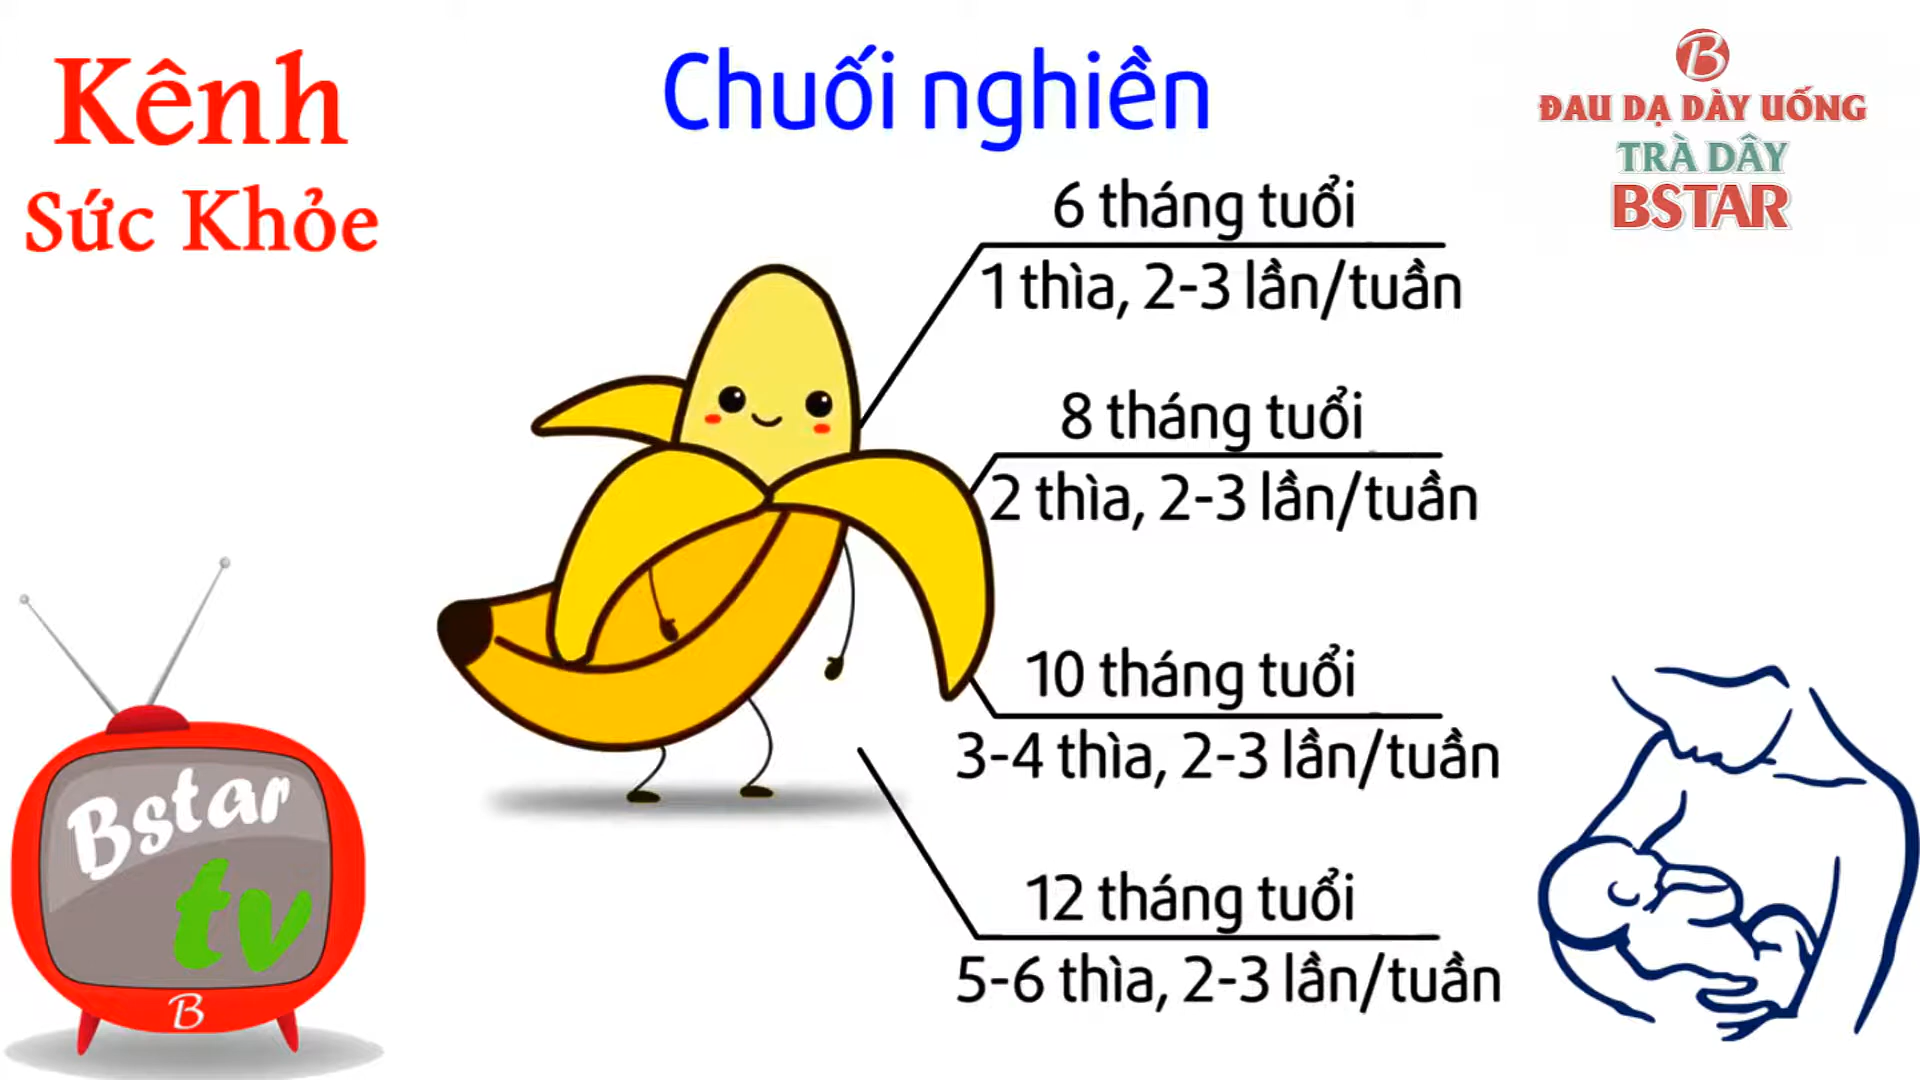 Kênh
Sức Khỏe
Chuối nghiền
B
ĐAU DẠ DÀY UỐNG
TRÀ DÂY
BSTAR
6 tháng tuổi
1 thìa, 2-3 lần/tuần
8 tháng tuổi
2 thìa, 2-3 lần/tuần
10 tháng tuổi
3-4 thìa, 2-3 lần/tuần
12 tháng tuổi
5-6 thìa, 2-3 lần/tuần
Bstar
tv
B